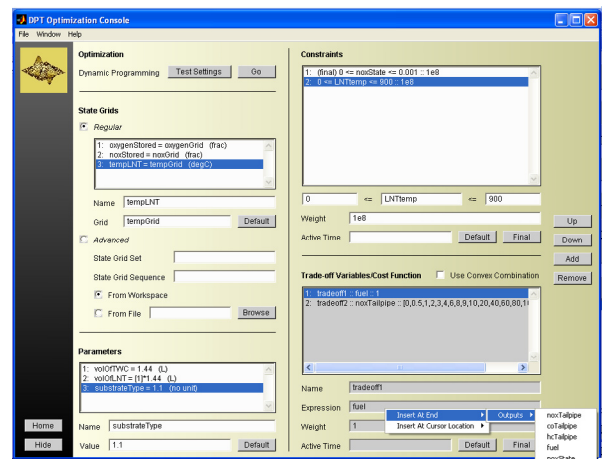 DPT Optimization Console
File Window Help
Optimization
Dynamic Programming Test Settings Go
State Grids
Regular
1: oxygenStored = oxygenGrid (frac)
2: noxStored = noxGrid (frac)
3: tempLNT = tempGrid (degC)
Name tempLNT
Grid tempGrid Default
Advanced
State Grid Set
State Grid Sequence
From Workspace
From File Browse
Parameters
1: volOfTWC = 1.44 (L)
2: volOfLNT = [1]*1.44 (L)
3: substrateType = 1.1 (no unit)
Name substrateType
Value 1.1 Default
Home
Hide
Constraints
1: (final) 0 <= noxState <= 0.001 :: 1e8
2: 0 <= LNTtemp <= 900 :: 1e8
0 <= LNTtemp <= 900
Weight 1e8
Active Time Default Final
Up
Down
Add
Remove
Trade-off Variables/Cost Function Use Convex Combination
1: tradeoff1 :: fuel :: 1
2: tradeoff2 :: noxTailpipe :: [0,0.5,1,2,3,4,6,8,9,10,20,40,60,80,1
Name tradeoff1
Expression fuel
Weight 1
Active Time Default Final
Insert At End
Insert At Cursor Location
Outputs
noxTailpipe
coTailpipe
hcTailpipe
fuel
noxState